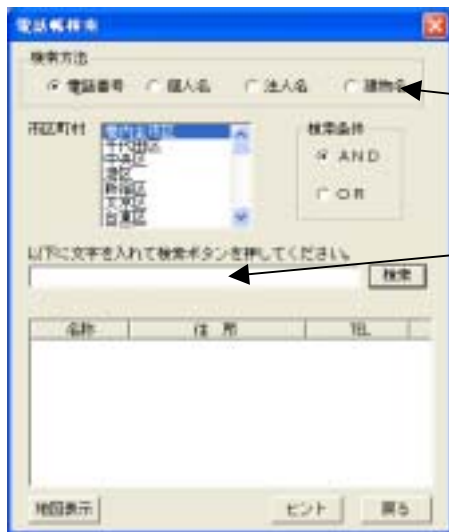 電話帳検索
検索方法
電話番号 個人名 法人名 建物名
市区町村
検索条件
千代田区
中央区
港区
新宿区
文京区
台東区
AND
OR
以下に文字を入れて検索ボタンを押してください。
検索
名称 住所 TEL
地図表示 ヒント 戻る